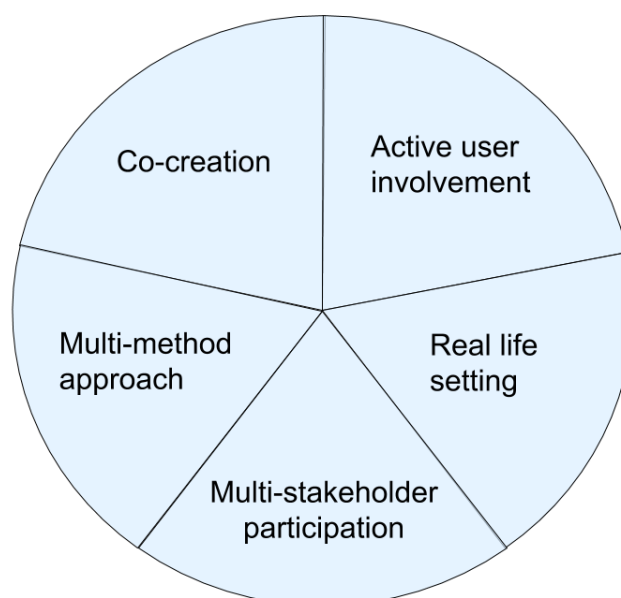 Co-creation
Active user
involvement
Multi-method
approach
Real life
setting
Multi-stakeholder
participation